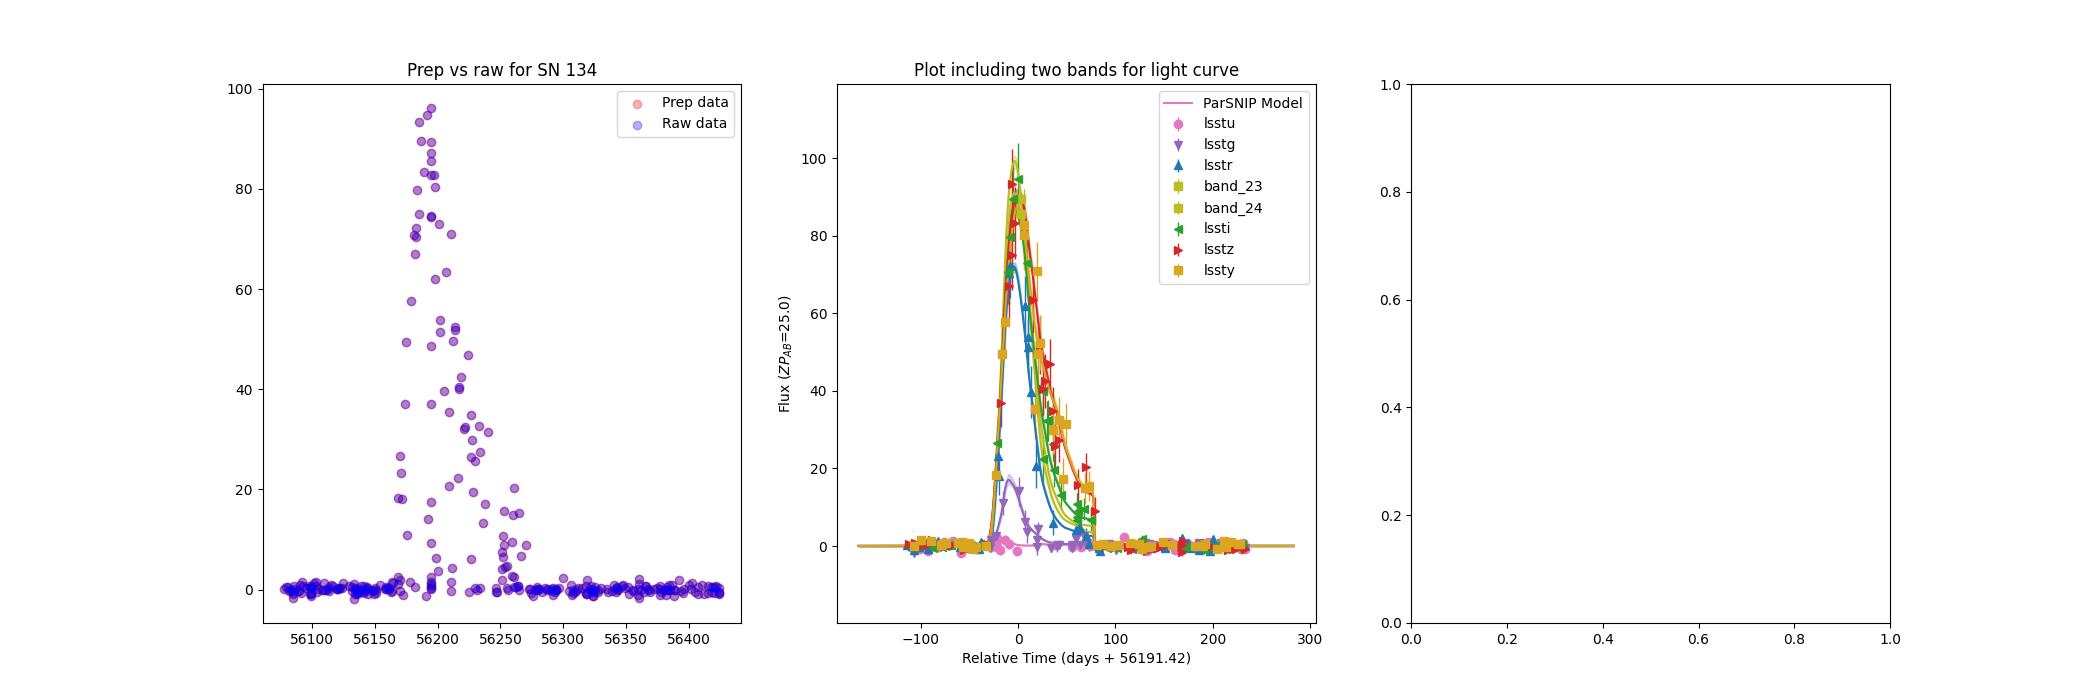 Prep vs raw for SN 134
100
80
60
40
20
0
56100 56150 56200 56250 56300 56350 56400
Prep data
Raw data
Plot including two bands for light curve
Flux (ZP_AB=25.0)
100
80
60
40
20
0
−100 0 100 200 300
Relative Time (days + 56191.42)
ParSNIP Model
lsstu
lsstg
lsstr
band_23
band_24
lssti
lsstz
lssty
1.0
0.8
0.6
0.4
0.2
0.0
0.0 0.2 0.4 0.6 0.8 1.0